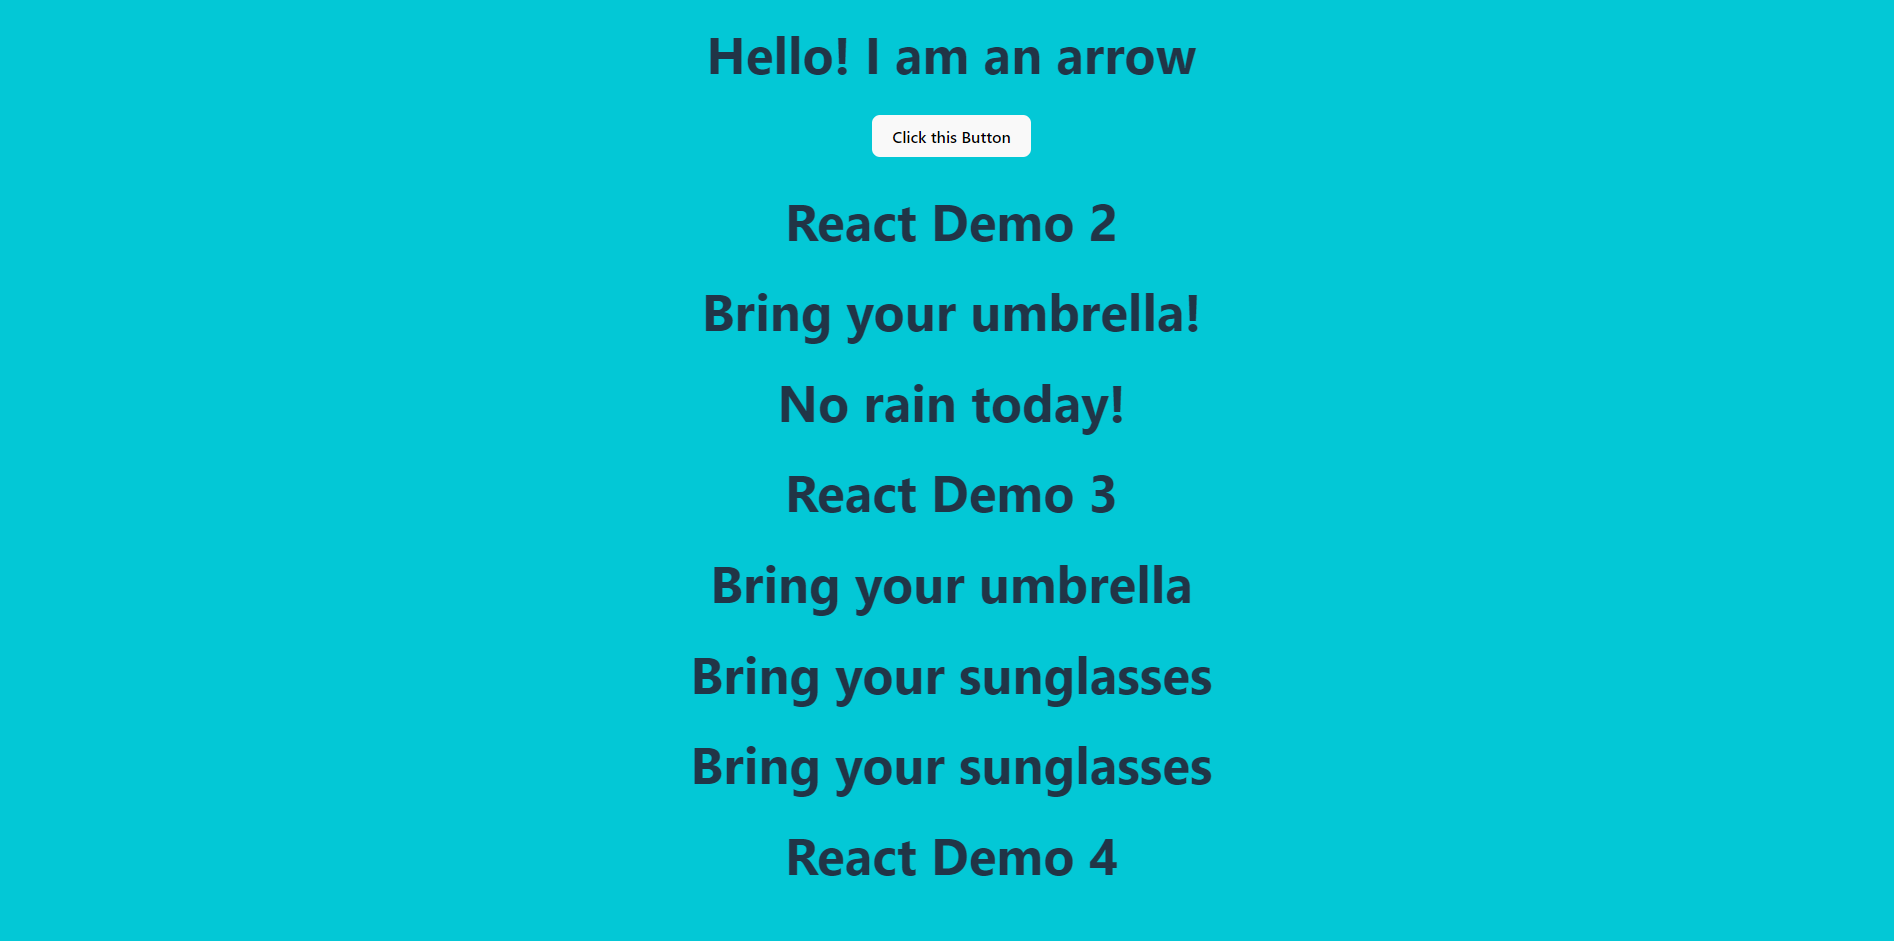 Hello! I am an arrow
Click this Button
React Demo 2
Bring your umbrella!
No rain today!
React Demo 3
Bring your umbrella
Bring your sunglasses
Bring your sunglasses
React Demo 4